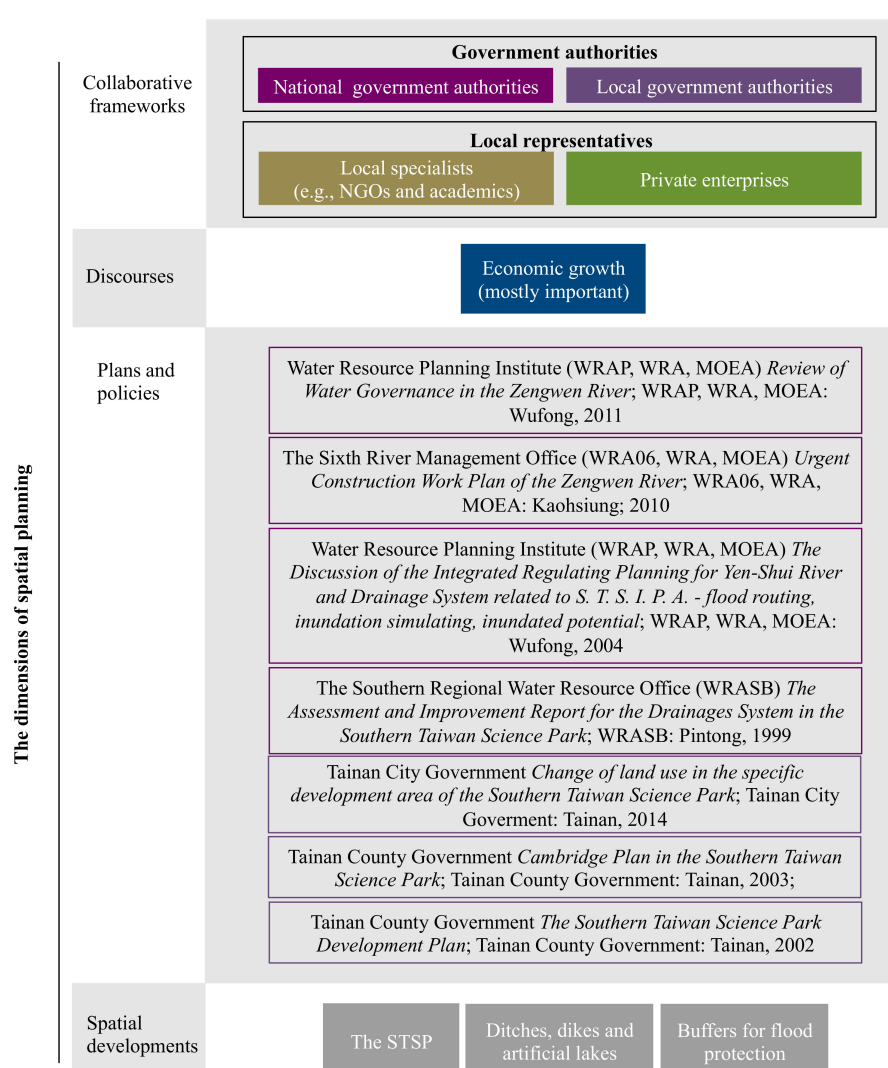 The dimensions of spatial planning
Collaborative
frameworks
Government authorities
National government authorities
Local government authorities
Local representatives
Local specialists
(e.g., NGOs and academics)
Private enterprises
Discourses
Economic growth
(mostly important)
Plans and
policies
Water Resource Planning Institute (WRAP, WRA, MOEA) Review of
Water Governance in the Zengwen River; WRAP, WRA, MOEA:
Wufong, 2011
The Sixth River Management Office (WRA06, WRA, MOEA) Urgent
Construction Work Plan of the Zengwen River; WRA06, WRA,
MOEA: Kaohsiung; 2010
Water Resource Planning Institute (WRAP, WRA, MOEA) The
Discussion of the Integrated Regulating Planning for Yen-Shui River
and Drainage System related to S. T. S. I. P. A. - flood routing,
inundation simulating, inundated potential; WRAP, WRA, MOEA:
Wufong, 2004
The Southern Regional Water Resource Office (WRASB) The
Assessment and Improvement Report for the Drainages System in the
Southern Taiwan Science Park; WRASB: Pintong, 1999
Tainan City Government Change of land use in the specific
development area of the Southern Taiwan Science Park; Tainan City
Goverment: Tainan, 2014
Tainan County Government Cambridge Plan in the Southern Taiwan
Science Park; Tainan County Government: Tainan, 2003;
Tainan County Government The Southern Taiwan Science Park
Development Plan; Tainan County Government: Tainan, 2002
Spatial
developments
The STSP
Ditches, dikes and
artificial lakes
Buffers for flood
protection